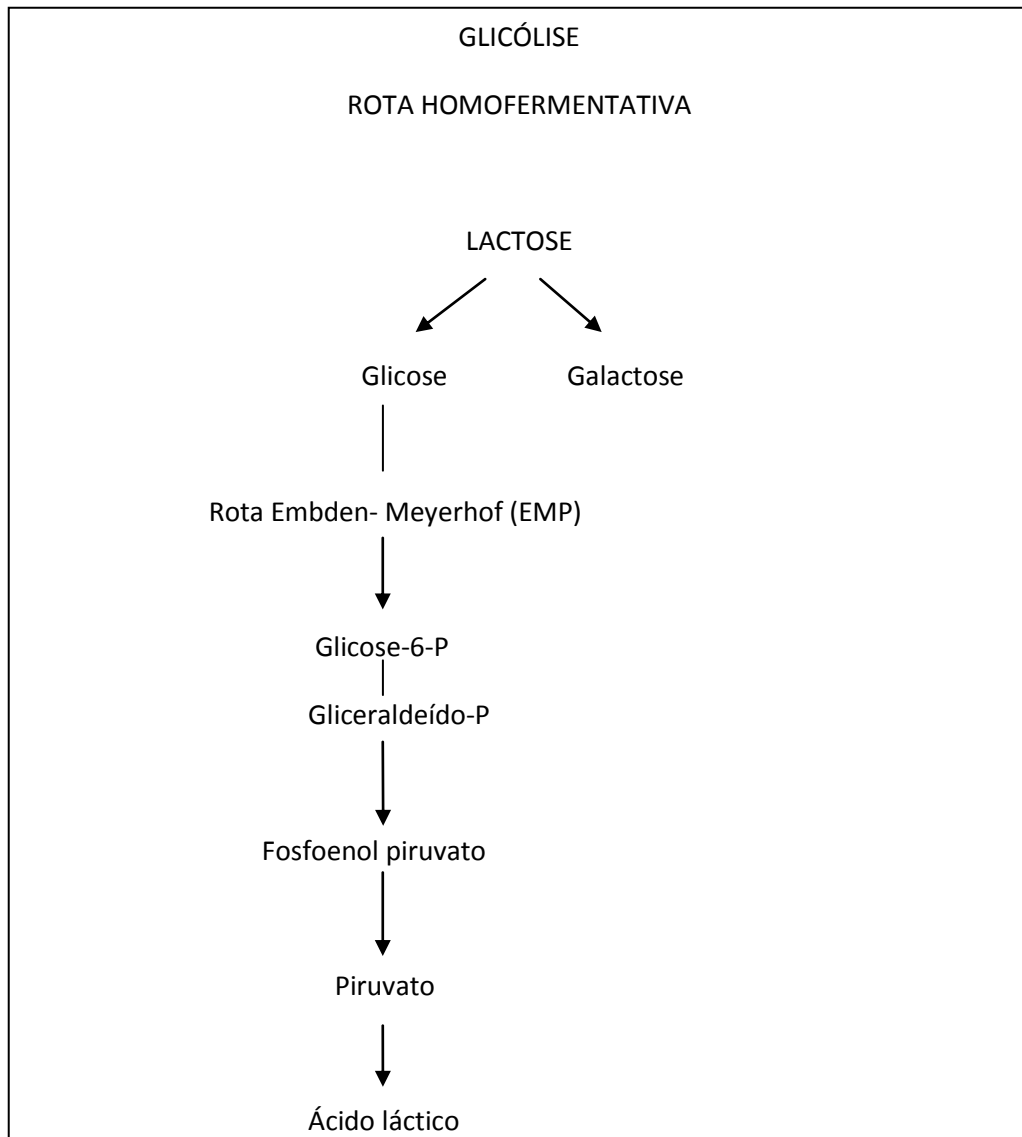 GLICÓLISE
ROTA HOMOFERMENTATIVA
LACTOSE
Glicose Galactose
Rota Embden- Meyerhof (EMP)
Glicose-6-P
Gliceraldeído-P
Fosfoenol piruvato
Piruvato
Ácido láctico